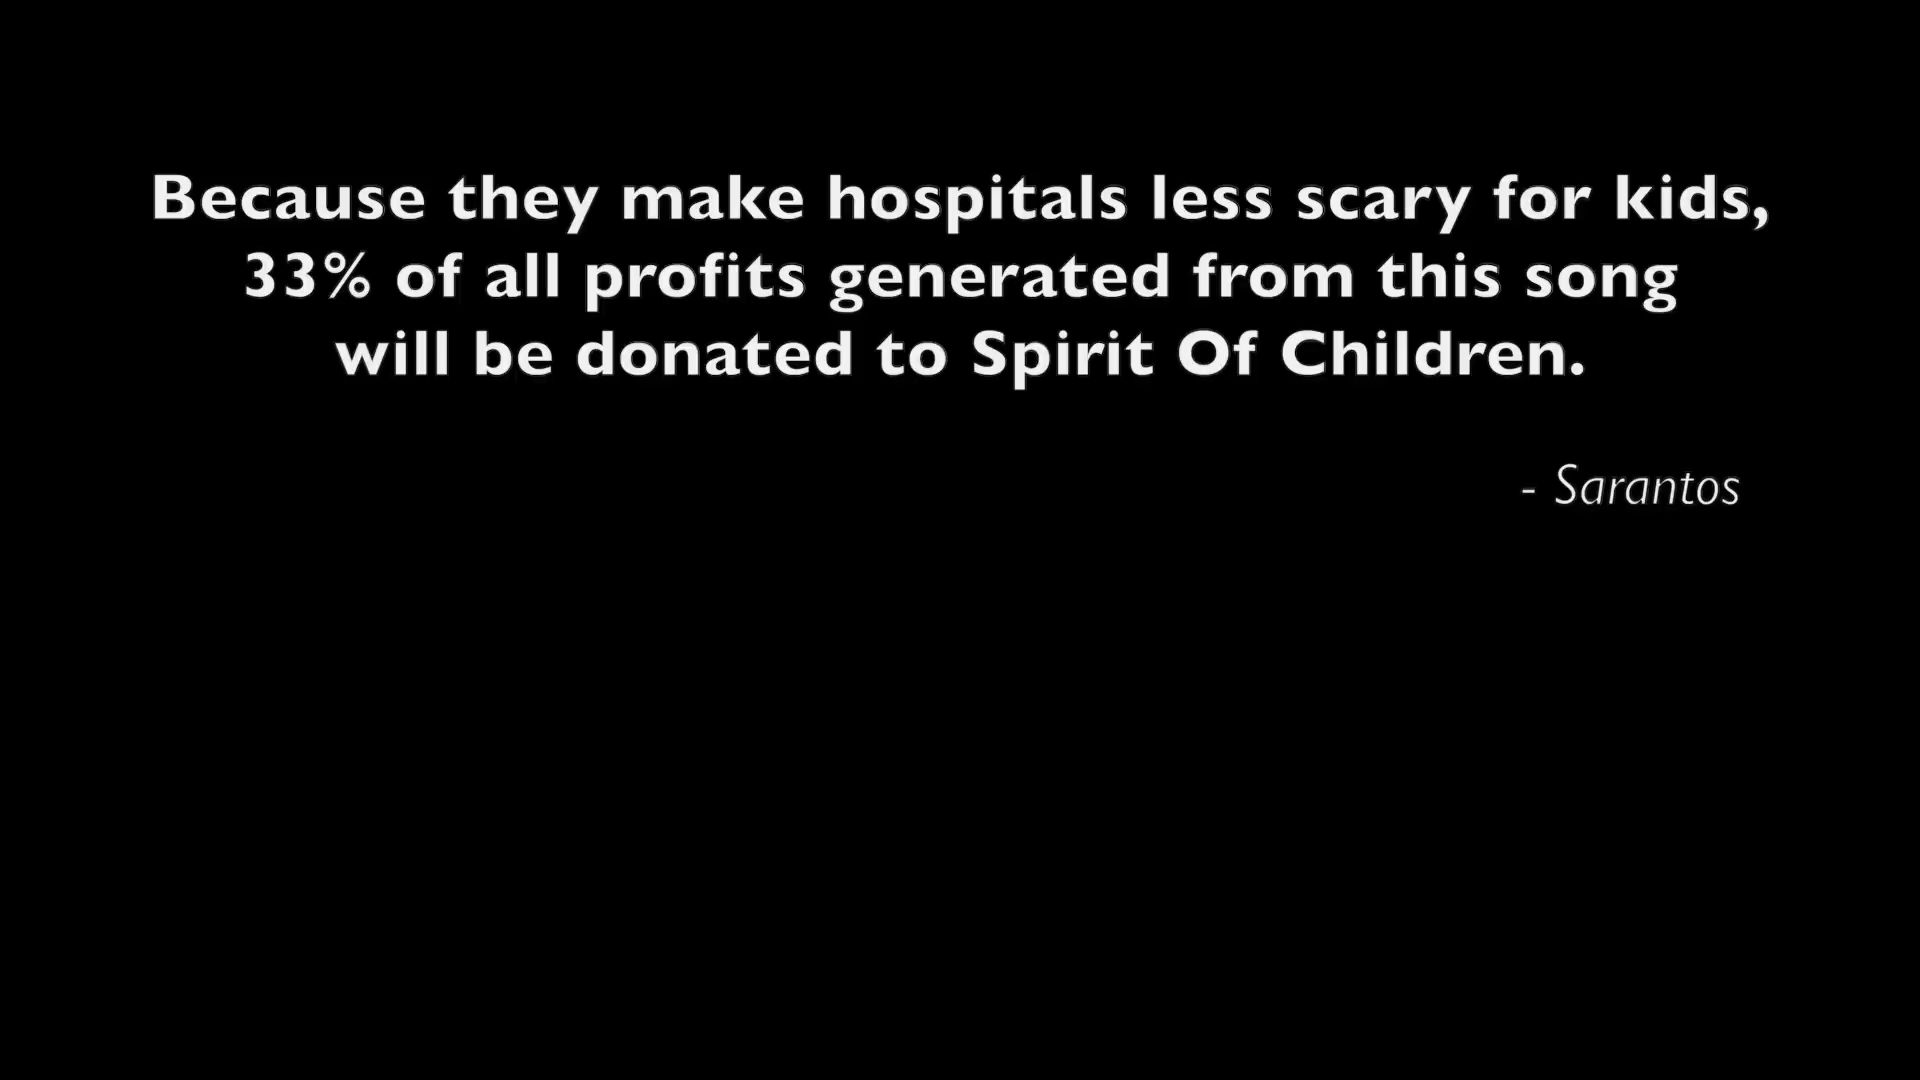 Because they make hospitals less scary for kids,
33% of all profits generated from this song
will be donated to Spirit Of Children.
- Sarantos